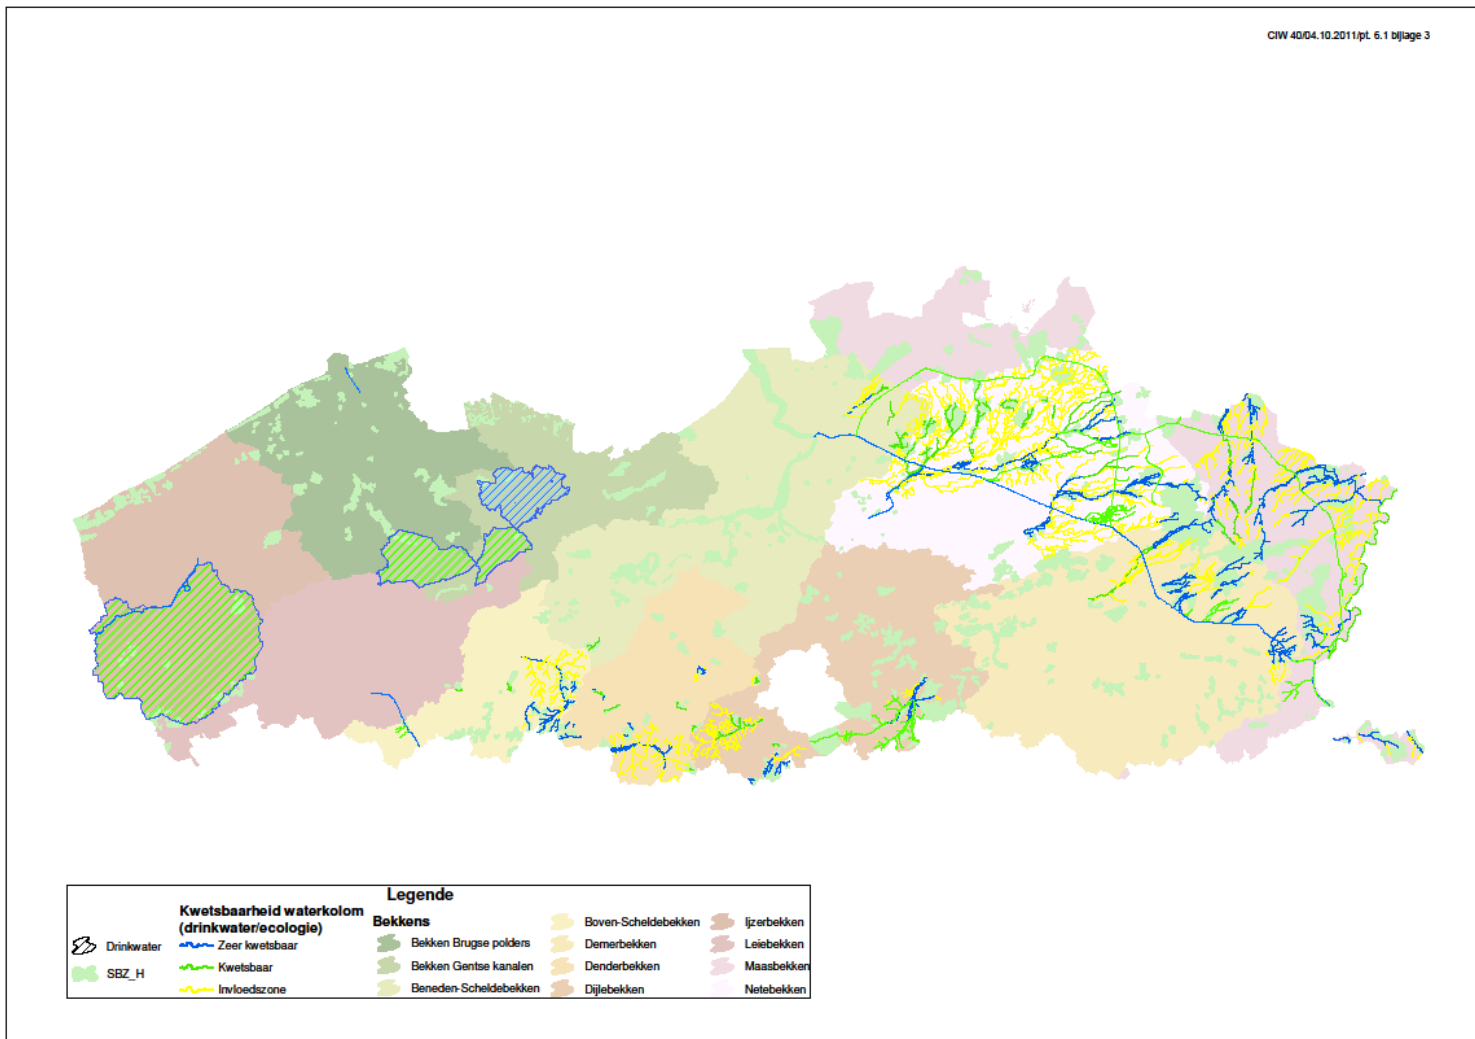 CIW 40/04.10.2011/pt. 6.1 bijlage 3
Legende
Kwetsbaarheid waterkolom
(drinkwater/ecologie)
Drinkwater
SBZ_H
Zeer kwetsbaar
Kwetsbaar
Invloedszone
Bekkens
Bekken Brugse polders
Bekken Gentse kanalen
Beneden-Scheldebekken
Boven-Scheldebekken
Demerbekken
Denderbekken
Dijlebekken
Ijzerbekken
Leiebekken
Maasbekken
Netebekken